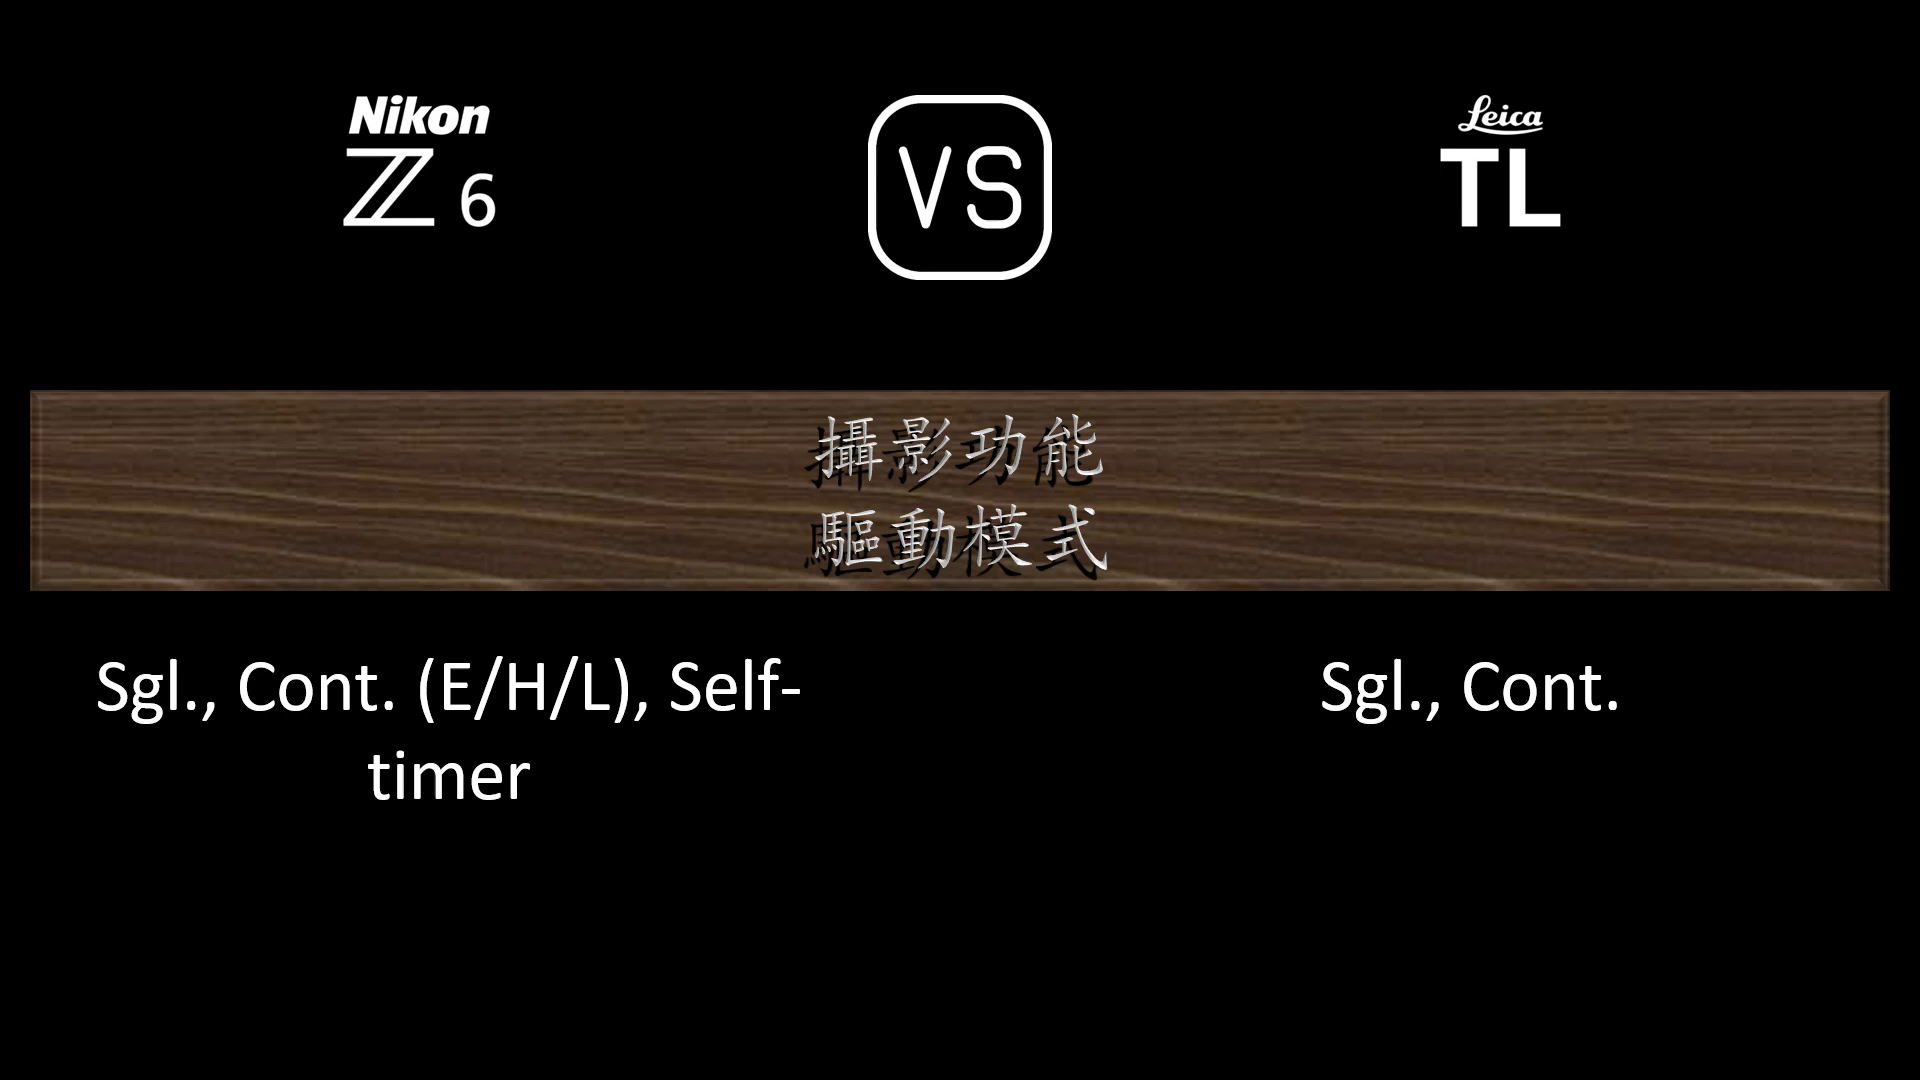 Nikon
Z 6
VS
Leica
TL
攝影功能
驅動模式
Sgl., Cont. (E/H/L), Self-
timer
Sgl., Cont.